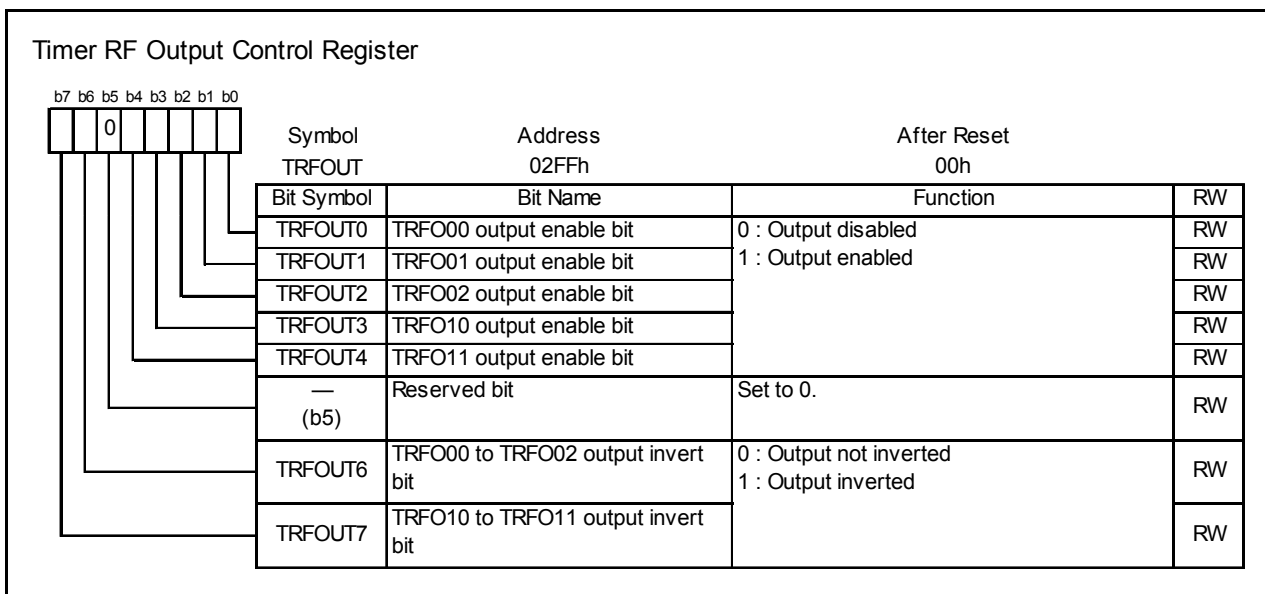 Timer RF Output Control Register
b7 b6 b5 b4 b3 b2 b1 b0
0
Symbol Address After Reset
TRFOUT 02FFh 00h
Bit Symbol Bit Name Function RW
TRFOUT0 TRFO00 output enable bit 0 : Output disabled RW
TRFOUT1 TRFO01 output enable bit 1 : Output enabled RW
TRFOUT2 TRFO02 output enable bit RW
TRFOUT3 TRFO10 output enable bit RW
TRFOUT4 TRFO11 output enable bit RW
— Reserved bit Set to 0. RW
(b5)
TRFOUT6 TRFO00 to TRFO02 output invert 0 : Output not inverted RW
bit 1 : Output inverted
TRFOUT7 TRFO10 to TRFO11 output invert RW
bit